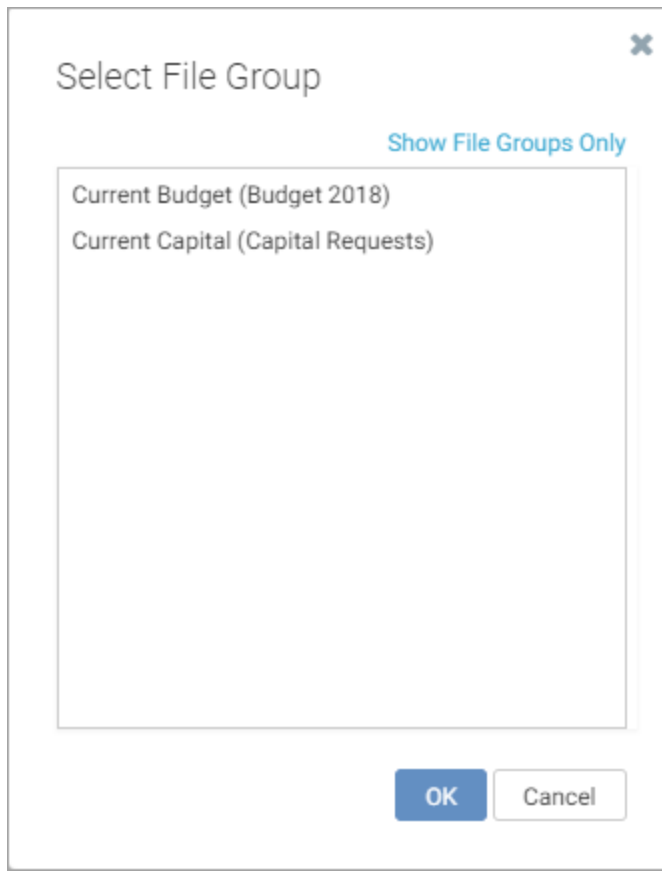 Select File Group
Show File Groups Only
Current Budget (Budget 2018)
Current Capital (Capital Requests)
OK
Cancel